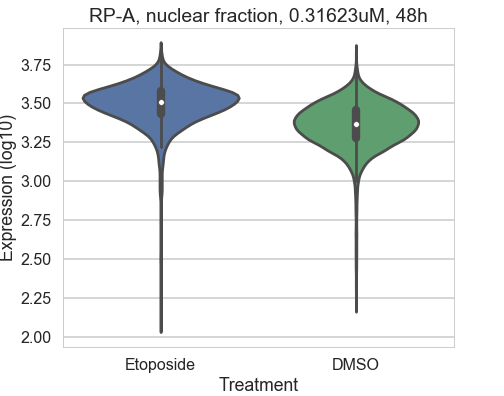 RP-A, nuclear fraction, 0.31623uM, 48h
3.75
3.50
3.25
3.00
2.75
2.50
2.25
2.00
Expression (log10)
Etoposide DMSO
Treatment